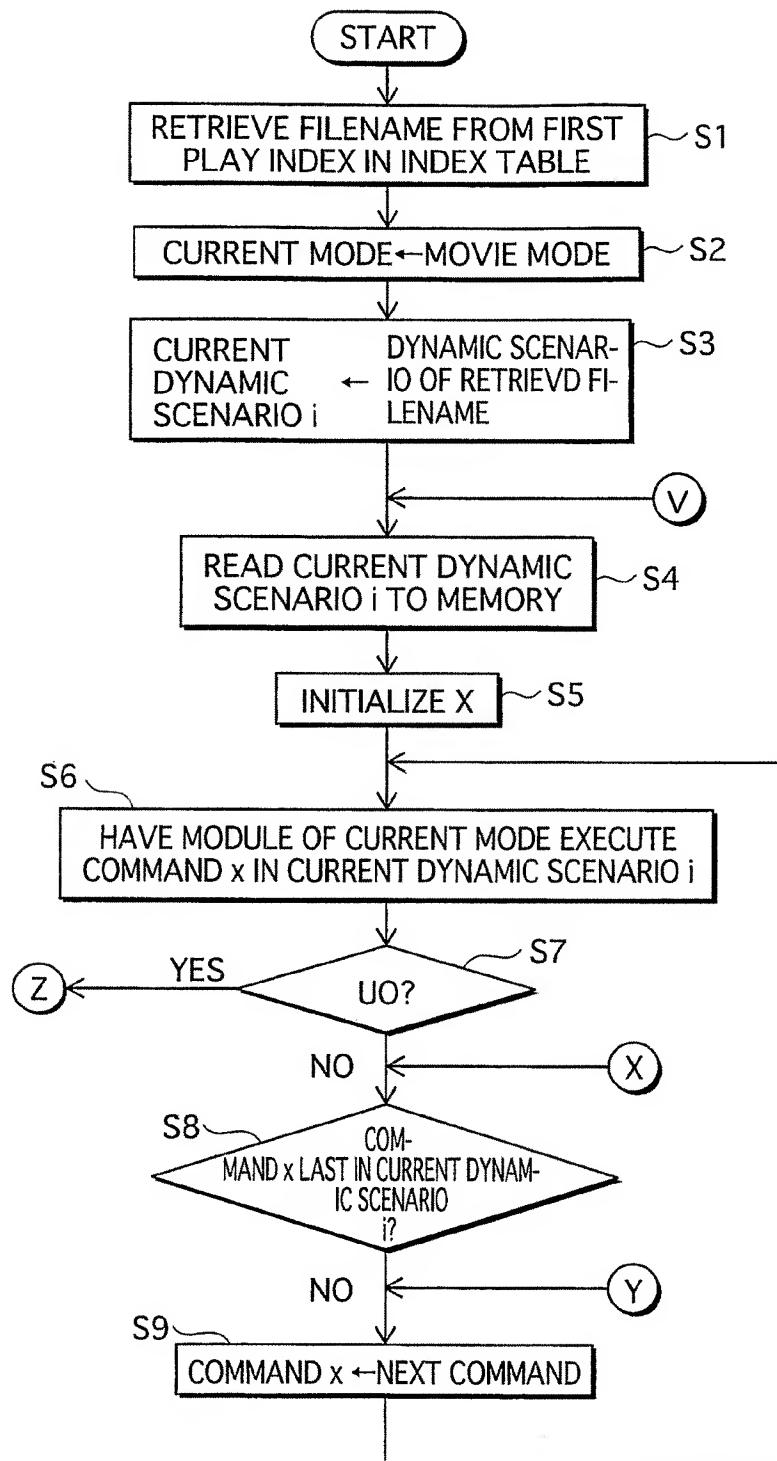 START
RETRIEVE FILENAME FROM FIRST
PLAY INDEX IN INDEX TABLE
S1
CURRENT MODE←MOVIE MODE
S2
CURRENT
DYNAMIC
SCENARIO i
←
DYNAMIC SCENAR-
IO OF RETRIEVD FI-
LENAME
S3
V
READ CURRENT DYNAMIC
SCENARIO i TO MEMORY
S4
INITIALIZE X
S5
S6
HAVE MODULE OF CURRENT MODE EXECUTE
COMMAND x IN CURRENT DYNAMIC SCENARIO i
S7
YES
Z
UO?
NO
X
S8
COM-
MAND x LAST IN CURRENT DYNAM-
IC SCENARIO
i?
NO
Y
S9
COMMAND x ←NEXT COMMAND